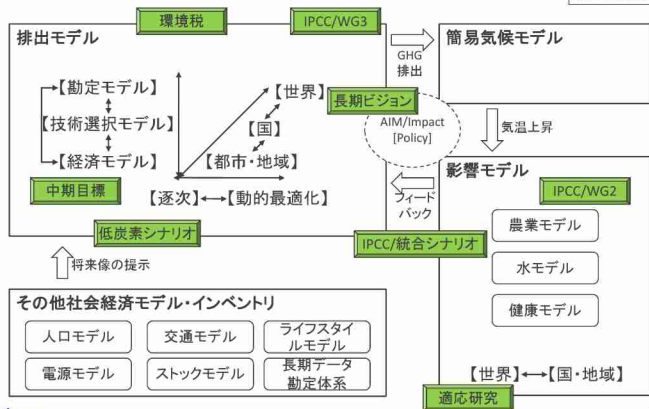 環境税
IPCC/WG3
排出モデル
簡易気候モデル
GHG
排出
【勘定モデル】
【世界】
長期ビジョン
AIM/Impact
[Policy]
気温上昇
【技術選択モデル】
【国】
【経済モデル】
【都市・地域】
影響モデル
中期目標
【逐次】
【動的最適化】
フィード
バック
IPCC/WG2
農業モデル
低炭素シナリオ
IPCC/統合シナリオ
将来像の提示
水モデル
その他社会経済モデル・インベントリ
健康モデル
人口モデル
交通モデル
ライフスタイ
ルモデル
電源モデル
ストックモデル
長期データ
勘定体系
【世界】
【国・地域】
適応研究